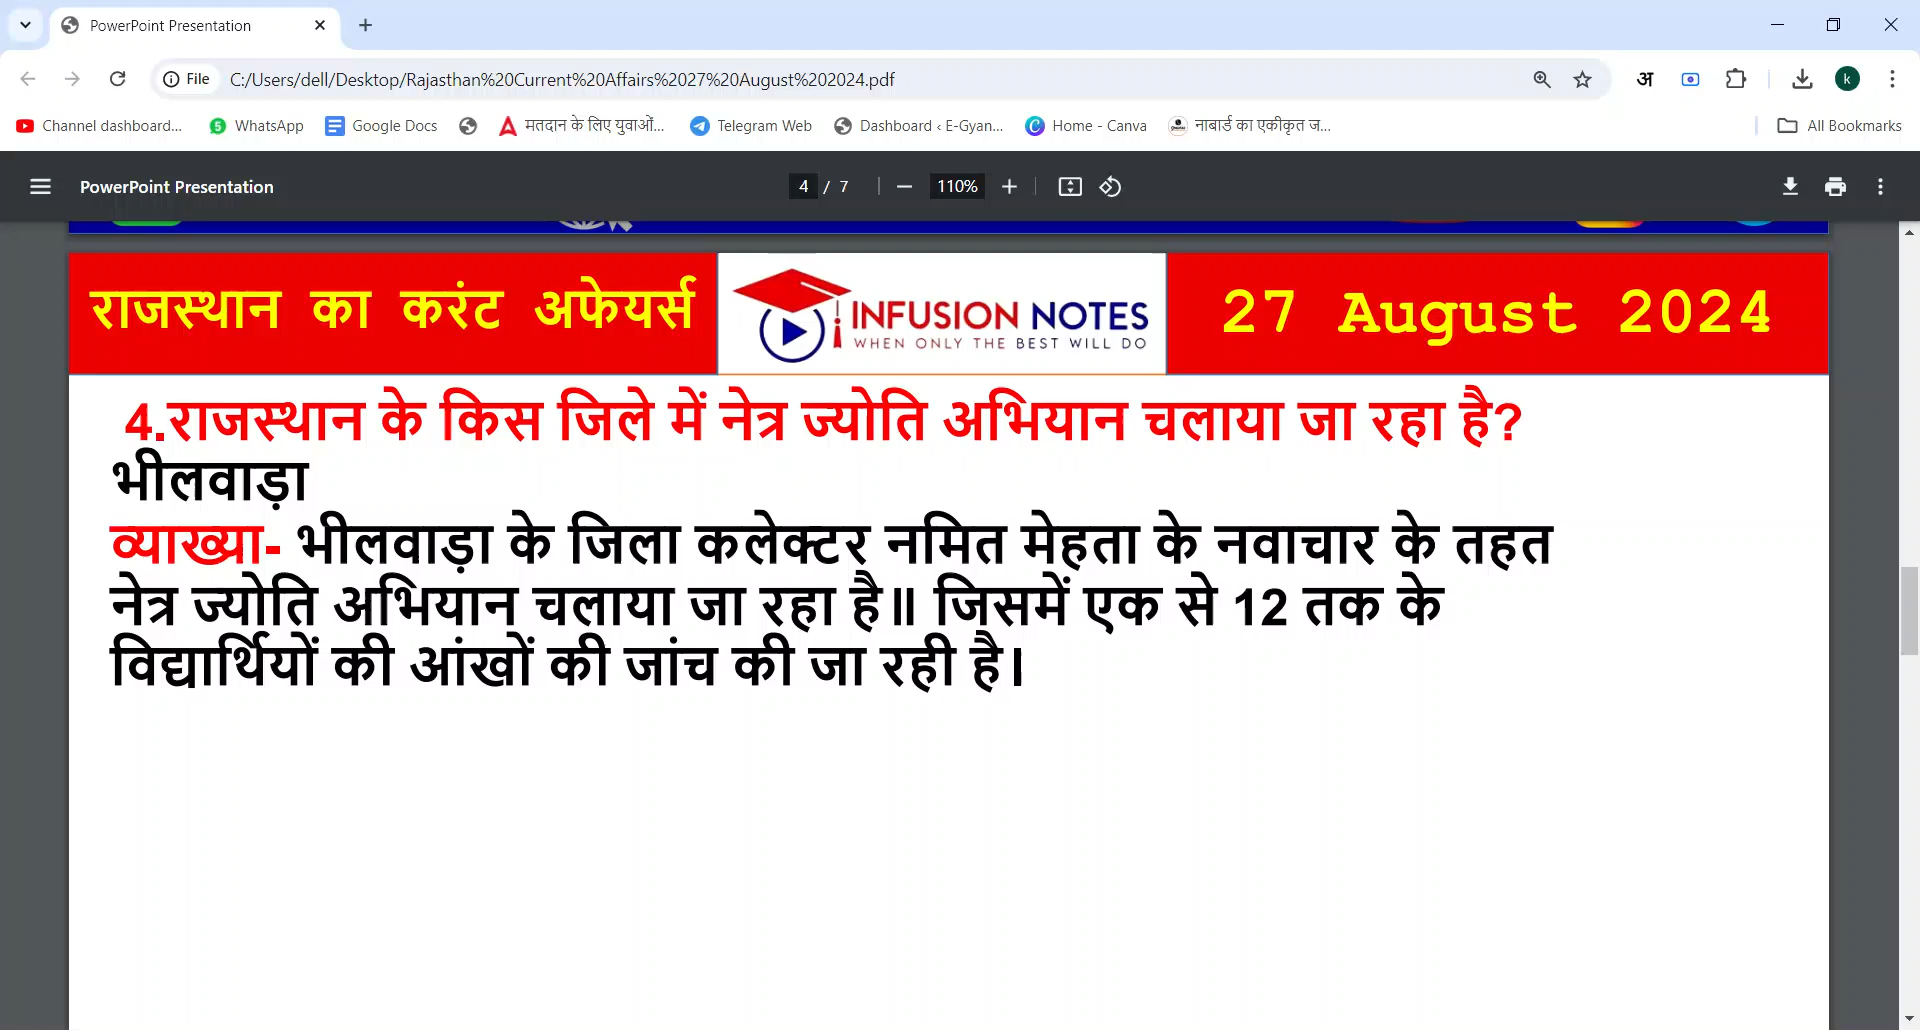 PowerPoint Presentation
File C:/Users/dell/Desktop/Rajasthan%20Current%20Affairs%2027%20August%202024.pdf अ k
Channel dashboard... WhatsApp Google Docs मतदान के लिए युवाओं... Telegram Web Dashboard ‹ E-Gyan... Home - Canva नाबार्ड का एकीकृत ज... All Bookmarks
PowerPoint Presentation 4 / 7 110%
राजस्थान का करंट अफेयर्स INFUSION NOTES 27 August 2024
WHEN ONLY THE BEST WILL DO
4.राजस्थान के किस जिले में नेत्र ज्योति अभियान चलाया जा रहा है?
भीलवाड़ा
व्याख्या- भीलवाड़ा के जिला कलेक्टर नमित मेहता के नवाचार के तहत
नेत्र ज्योति अभियान चलाया जा रहा है॥ जिसमें एक से 12 तक के
विद्यार्थियों की आंखों की जांच की जा रही है।